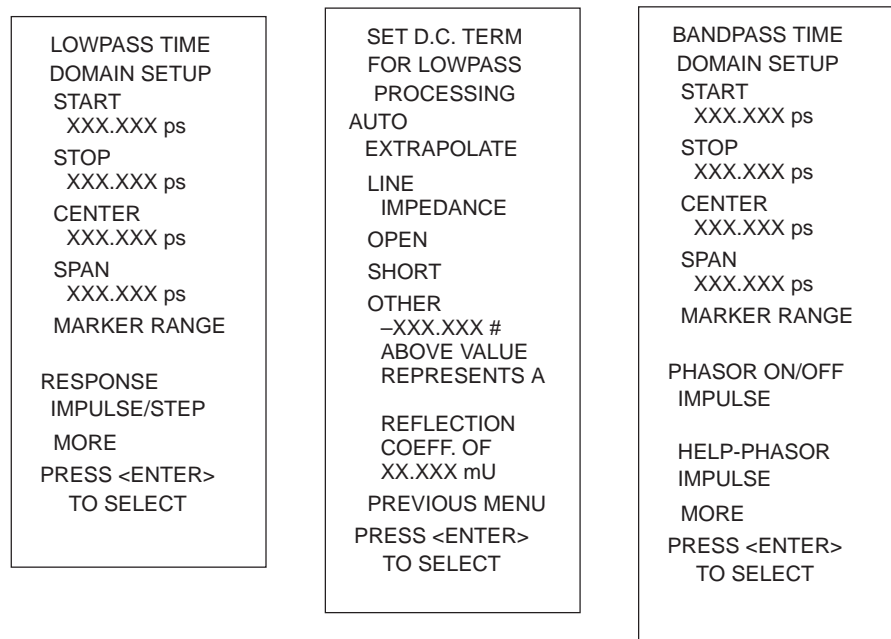 LOWPASS TIME
DOMAIN SETUP
START
XXX.XXX ps
STOP
XXX.XXX ps
CENTER
XXX.XXX ps
SPAN
XXX.XXX ps
MARKER RANGE
RESPONSE
IMPULSE/STEP
MORE
PRESS <ENTER>
TO SELECT
SET D.C. TERM
FOR LOWPASS
PROCESSING
AUTO
EXTRAPOLATE
LINE
IMPEDANCE
OPEN
SHORT
OTHER
–XXX.XXX #
ABOVE VALUE
REPRESENTS A
REFLECTION
COEFF. OF
XX.XXX mU
PREVIOUS MENU
PRESS <ENTER>
TO SELECT
BANDPASS TIME
DOMAIN SETUP
START
XXX.XXX ps
STOP
XXX.XXX ps
CENTER
XXX.XXX ps
SPAN
XXX.XXX ps
MARKER RANGE
PHASOR ON/OFF
IMPULSE
HELP-PHASOR
IMPULSE
MORE
PRESS <ENTER>
TO SELECT